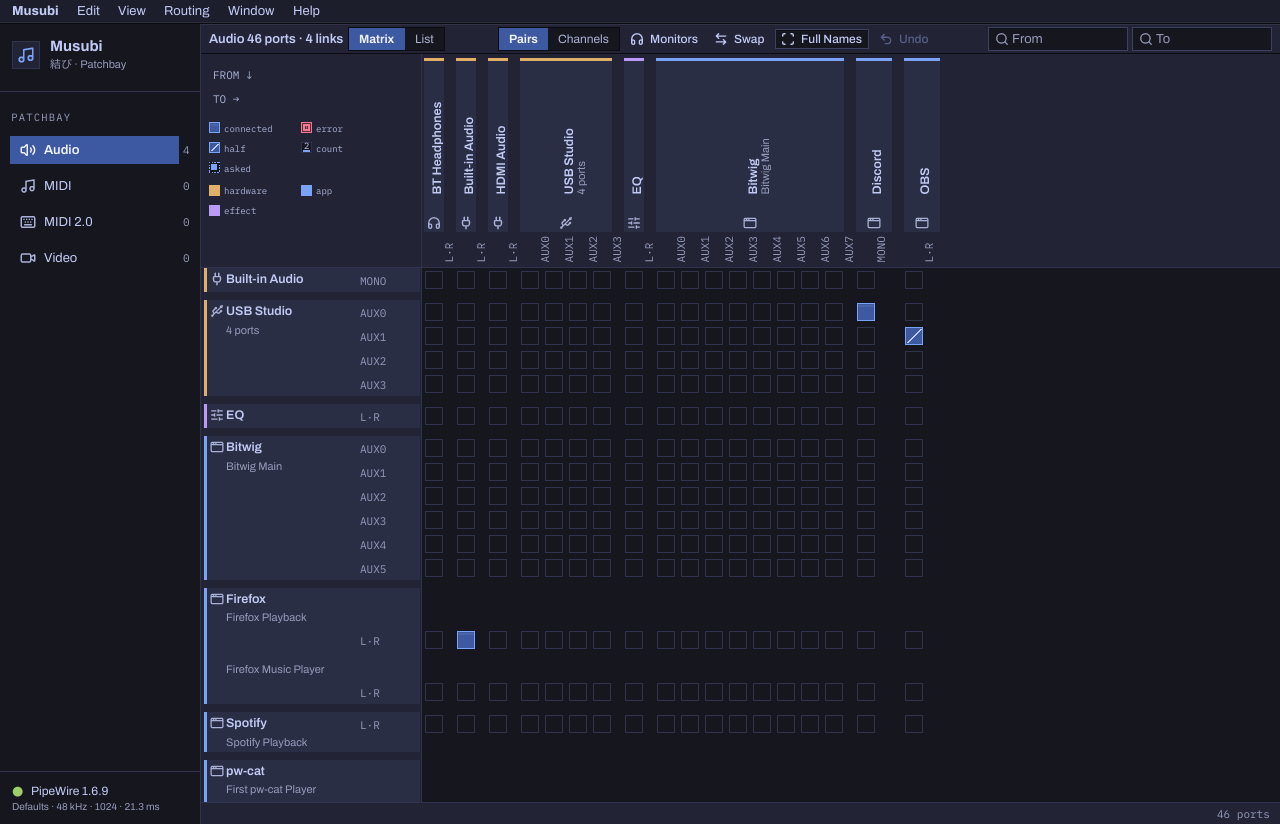 Musubi Edit View Routing Window Help
Musubi
結び · Patchbay
PATCHBAY
Audio 4
MIDI 0
MIDI 2.0 0
Video 0
PipeWire 1.6.9
Defaults · 48 kHz · 1024 · 21.3 ms
Audio 46 ports · 4 links Matrix List Pairs Channels Monitors Swap Full Names Undo From To
FROM ↓
TO →
connected error
half 2 count
asked
hardware app
effect
BT Headphones
Built-in Audio
HDMI Audio
USB Studio
4 ports
EQ
Bitwig
Bitwig Main
Discord
OBS
L·R L·R L·R AUX0 AUX1 AUX2 AUX3 L·R AUX0 AUX1 AUX2 AUX3 AUX4 AUX5 AUX6 AUX7 MONO L·R
Built-in Audio MONO
USB Studio AUX0
4 ports
AUX1
AUX2
AUX3
EQ L·R
Bitwig AUX0
Bitwig Main
AUX1
AUX2
AUX3
AUX4
AUX5
Firefox
Firefox Playback
L·R
Firefox Music Player
L·R
Spotify L·R
Spotify Playback
pw-cat
First pw-cat Player
46 ports